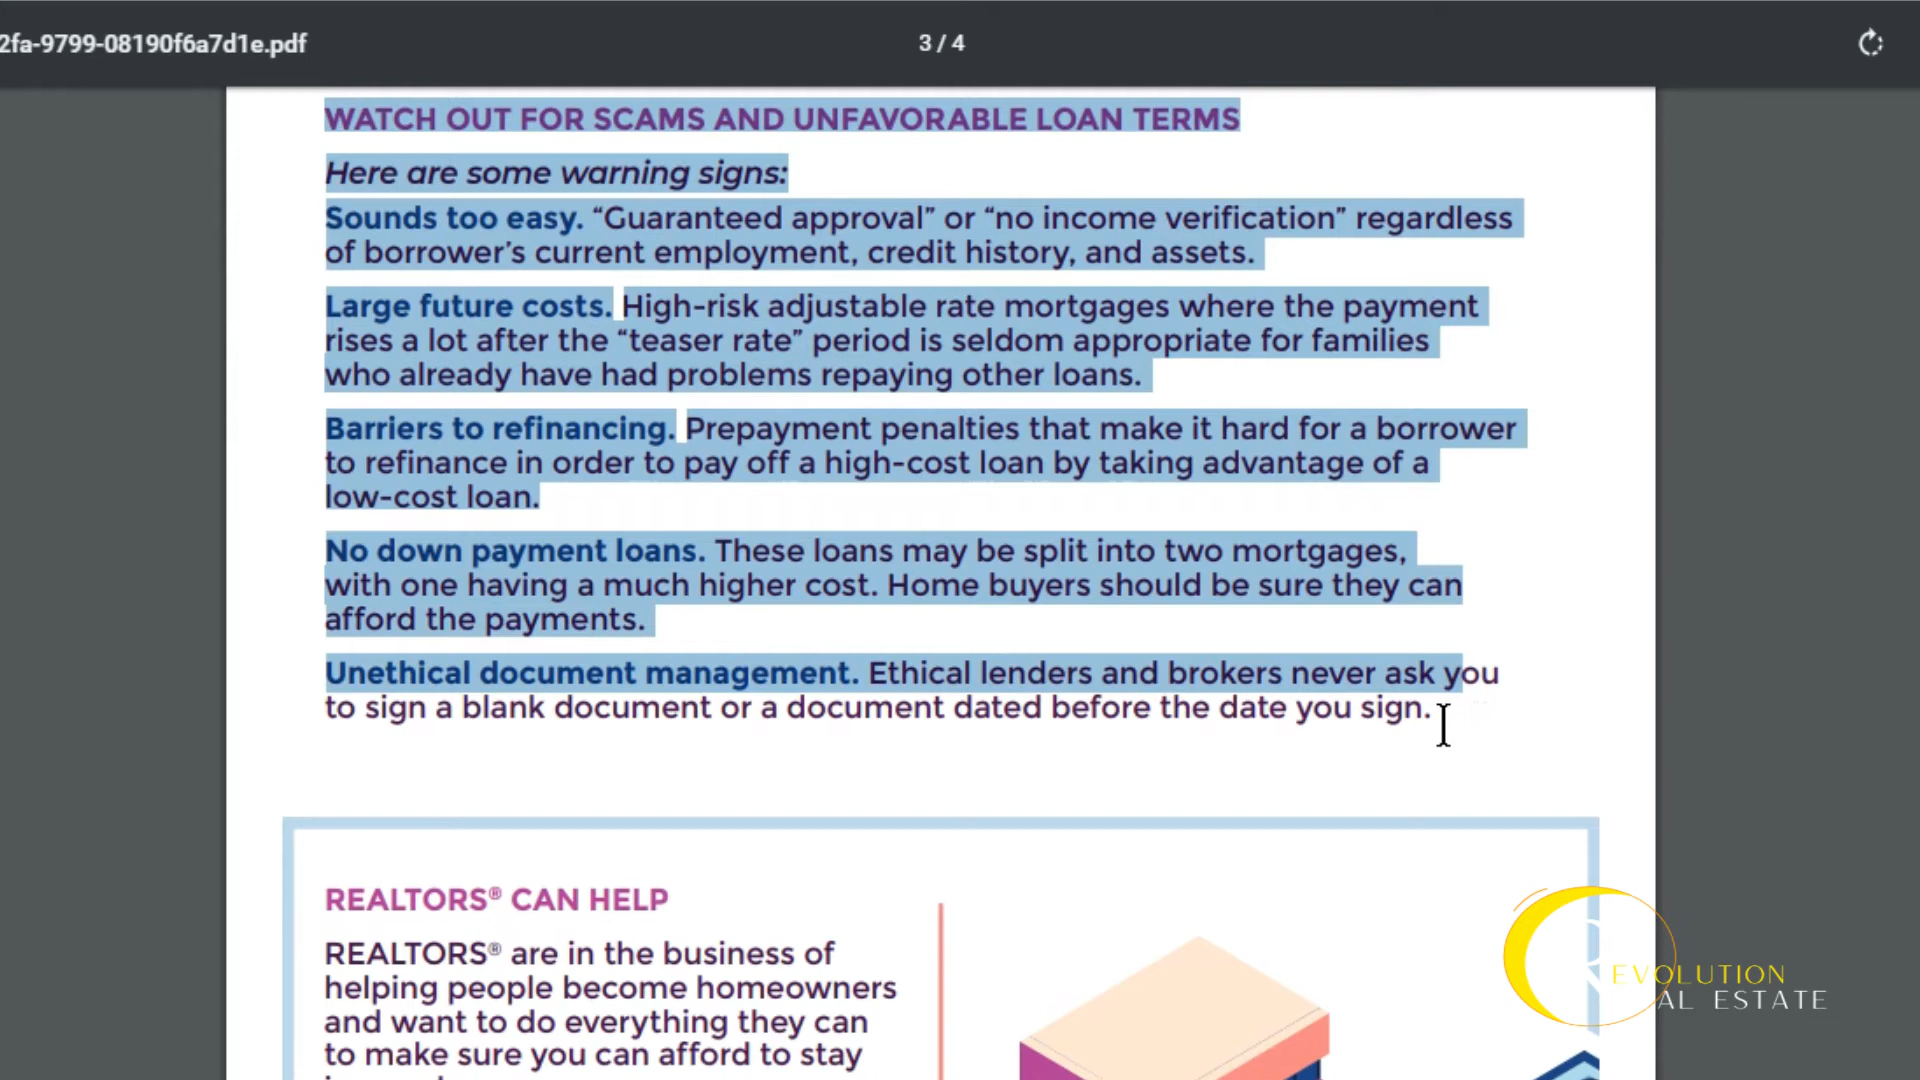 2fa-9799-08190f6a7d1e.pdf
3 / 4
WATCH OUT FOR SCAMS AND UNFAVORABLE LOAN TERMS
Here are some warning signs:
Sounds too easy. “Guaranteed approval” or “no income verification” regardless
of borrower’s current employment, credit history, and assets.
Large future costs. High-risk adjustable rate mortgages where the payment
rises a lot after the “teaser rate” period is seldom appropriate for families
who already have had problems repaying other loans.
Barriers to refinancing. Prepayment penalties that make it hard for a borrower
to refinance in order to pay off a high-cost loan by taking advantage of a
low-cost loan.
No down payment loans. These loans may be split into two mortgages,
with one having a much higher cost. Home buyers should be sure they can
afford the payments.
Unethical document management. Ethical lenders and brokers never ask you
to sign a blank document or a document dated before the date you sign.
REALTORS® CAN HELP
REALTORS® are in the business of
helping people become homeowners
and want to do everything they can
to make sure you can afford to stay
REVOLUTION
AL ESTATE